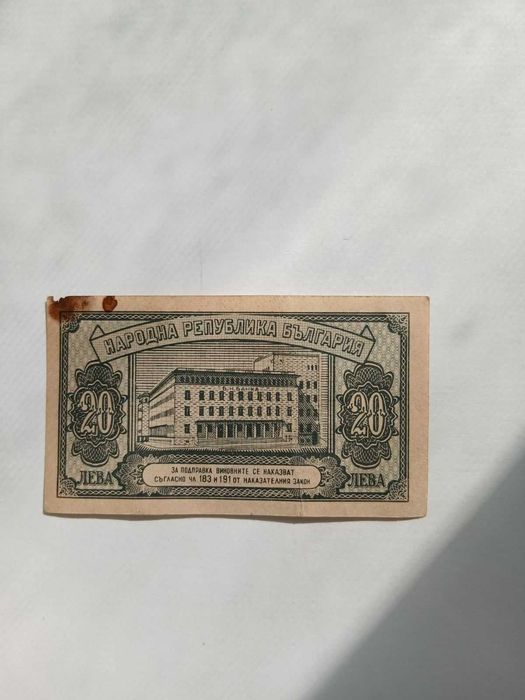 НАРОДНА РЕПУБЛИКА БЪЛГАРИЯ
Б.Н.БАНКА
20 20
ЛЕВА ЛЕВА
ЗА ПОДПРАВКА ВИНОВНИТЕ СЕ НАКАЗВАТ
СЪГЛАСНО ЧЛ 183 И 191 ОТ НАКАЗАТЕЛНИЯ ЗАКОН